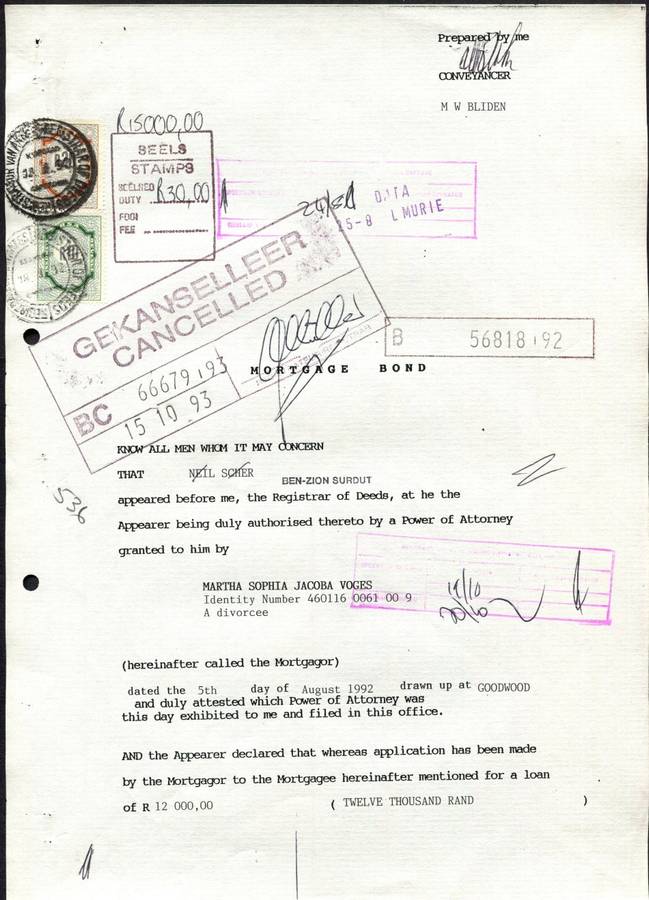 Prepared by me
CONVEYANCER
M W BLIDEN
R15000,00
SEELS
STAMPS
SEËLREG
DUTY R30,00
FOOI
FEE
DATA
25-8 L MURIE
GEKANSELLEER
CANCELLED
BC 66679 93
15 10 93
B 56818 92
MORTGAGE BOND
KNOW ALL MEN WHOM IT MAY CONCERN
THAT NEIL SCHER
BEN-ZION SURDUT
536
appeared before me, the Registrar of Deeds, at he the
Appearer being duly authorised thereto by a Power of Attorney
granted to him by
MARTHA SOPHIA JACOBA VOGES
Identity Number 460116 0061 00 9
A divorcee
19/10
20/10
(hereinafter called the Mortgagor)
dated the 5th day of August 1992 drawn up at GOODWOOD
and duly attested which Power of Attorney was
this day exhibited to me and filed in this office.
AND the Appearer declared that whereas application has been made
by the Mortgagor to the Mortgagee hereinafter mentioned for a loan
of R 12 000,00 ( TWELVE THOUSAND RAND )